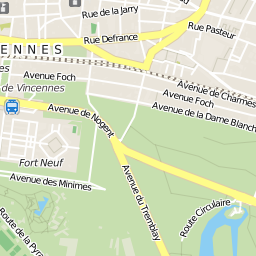 Rue de la Jarry
Rue Pasteur
Rue Defrance
ENNES
Avenue Foch
Avenue de Charmes
de Vincennes
Avenue Foch
Avenue de la Dame Blanche
Avenue de Nogent
Fort Neuf
Avenue des Minimes
Avenue du Tremblay
Route Circulaire
Route de la Pyra